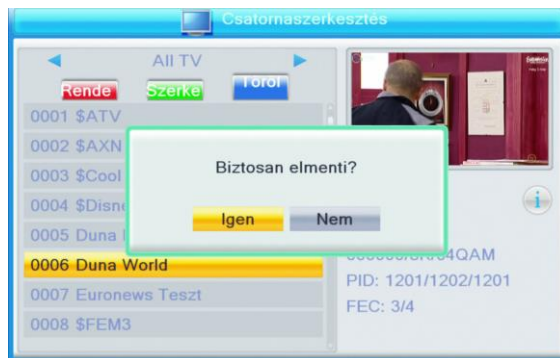 Csatornaszerkesztés
All TV
Rende Szerke Töröl
0001 $ATV
0002 $AXN
0003 $Cool
0004 $Disne
0005 Duna
0006 Duna World
0007 Euronews Teszt
0008 $FEM3
Biztosan elmenti?
Igen Nem
PID: 1201/1202/1201
FEC: 3/4